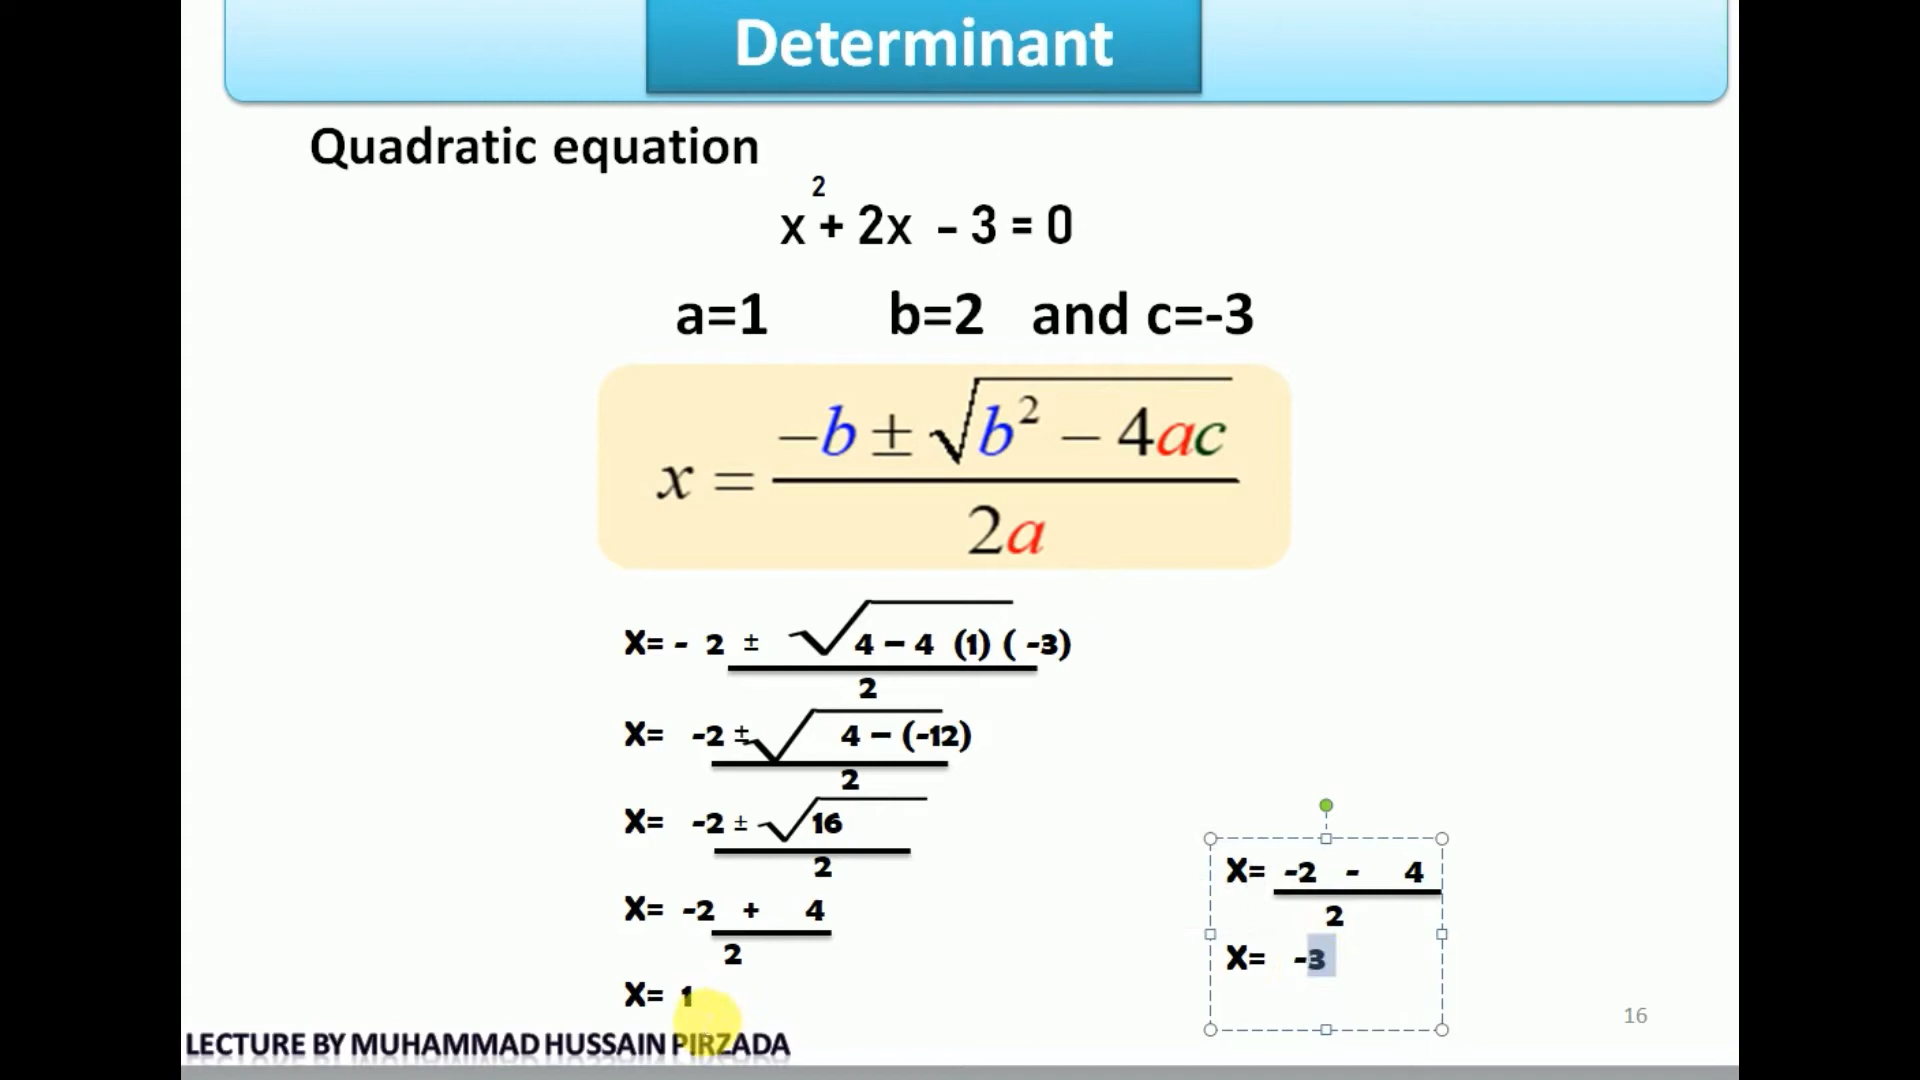 Determinant
Quadratic equation
x² + 2x - 3 = 0
a=1 b=2 and c=-3
x = −b ± √b² − 4ac
2a
X= - 2 ± √ 4 – 4 (1) ( -3)
2
X= -2 ± √ 4 – (-12)
2
X= -2 ± √ 16
2
X= -2 + 4
2
X= 1
X= -2 - 4
2
X= -3
16
LECTURE BY MUHAMMAD HUSSAIN PIRZADA